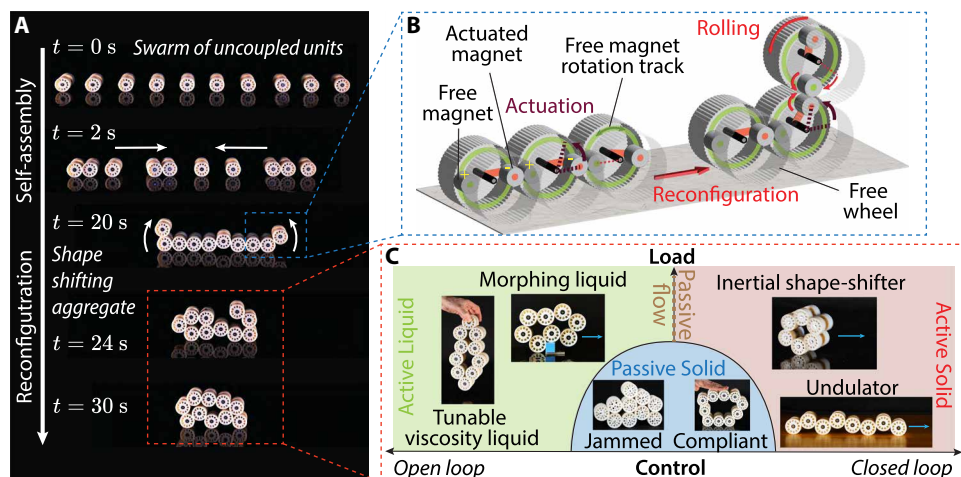 A
t = 0 s
Swarm of uncoupled units
Self-assembly
t = 2 s
t = 20 s
Shape
shifting
aggregate
Reconfigutration
t = 24 s
t = 30 s
B
Actuated
magnet
Free magnet
rotation track
Rolling
Free
magnet
Actuation
+
-
+
-
Reconfiguration
Free
wheel
C
Load
Active Liquid
Morphing liquid
Passive
flow
Inertial shape-shifter
Active Solid
Passive Solid
Undulator
Tunable
viscosity liquid
Jammed
Compliant
Open loop
Control
Closed loop